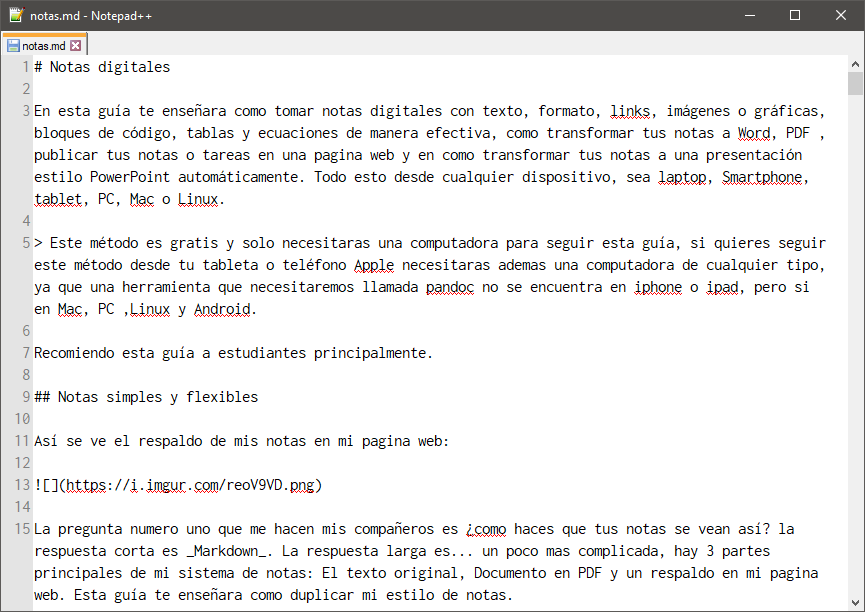 notas.md - Notepad++
notas.md
1 # Notas digitales
2
3 En esta guía te enseñara como tomar notas digitales con texto, formato, links, imágenes o gráficas,
bloques de código, tablas y ecuaciones de manera efectiva, como transformar tus notas a Word, PDF ,
publicar tus notas o tareas en una pagina web y en como transformar tus notas a una presentación
estilo PowerPoint automáticamente. Todo esto desde cualquier dispositivo, sea laptop, Smartphone,
tablet, PC, Mac o Linux.
4
5 > Este método es gratis y solo necesitaras una computadora para seguir esta guía, si quieres seguir
este método desde tu tableta o teléfono Apple necesitaras ademas una computadora de cualquier tipo,
ya que una herramienta que necesitaremos llamada pandoc no se encuentra en iphone o ipad, pero si
en Mac, PC ,Linux y Android.
6
7 Recomiendo esta guía a estudiantes principalmente.
8
9 ## Notas simples y flexibles
10
11 Así se ve el respaldo de mis notas en mi pagina web:
12
13 ![](https://i.imgur.com/reoV9VD.png)
14
15 La pregunta numero uno que me hacen mis compañeros es ¿como haces que tus notas se vean así? la
respuesta corta es _Markdown_. La respuesta larga es... un poco mas complicada, hay 3 partes
principales de mi sistema de notas: El texto original, Documento en PDF y un respaldo en mi pagina
web. Esta guía te enseñara como duplicar mi estilo de notas.